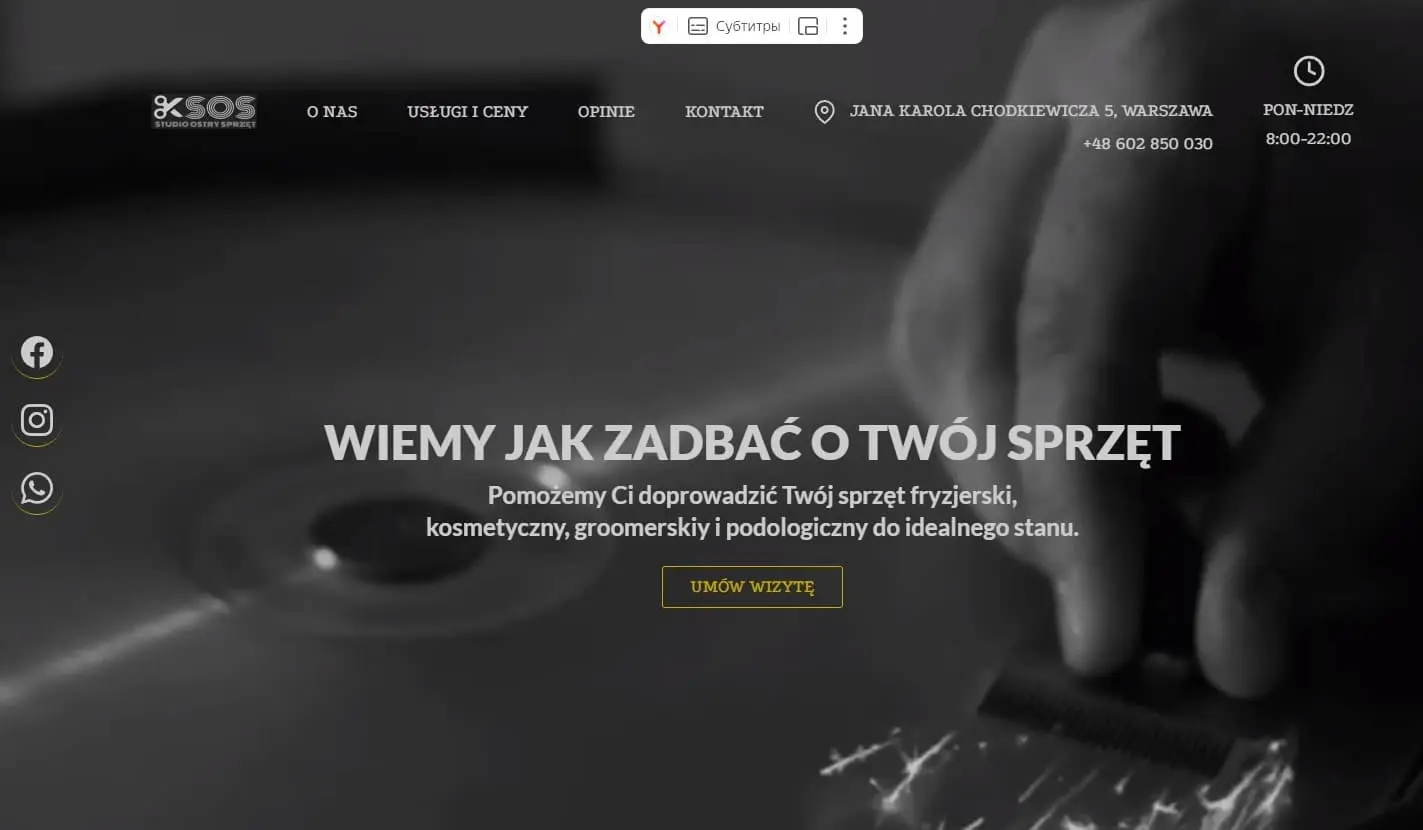 Субтитры
SOS
STUDIO OSTRY SPRZĘT
O NAS
USŁUGI I CENY
OPINIE
KONTAKT
JANA KAROLA CHODKIEWICZA 5, WARSZAWA
+48 602 850 030
PON-NIEDZ
8:00-22:00
WIEMY JAK ZADBAĆ O TWÓJ SPRZĘT
Pomożemy Ci doprowadzić Twój sprzęt fryzjerski,
kosmetyczny, groomerskiy i podologiczny do idealnego stanu.
UMÓW WIZYTĘ